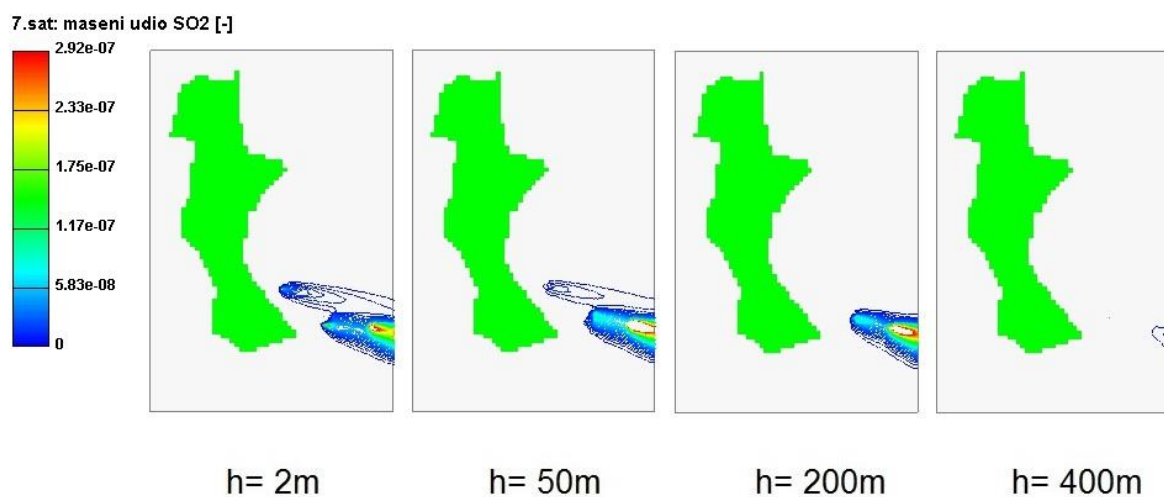 7.sat: maseni udio SO2 [-]
2.92e-07
2.33e-07
1.75e-07
1.17e-07
5.83e-08
0
h= 2m
h= 50m
h= 200m
h= 400m